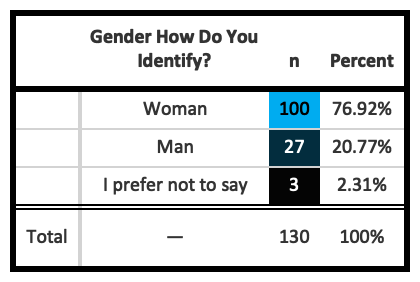 Gender How Do You
Identify? n Percent
Woman 100 76.92%
Man 27 20.77%
I prefer not to say 3 2.31%
Total — 130 100%